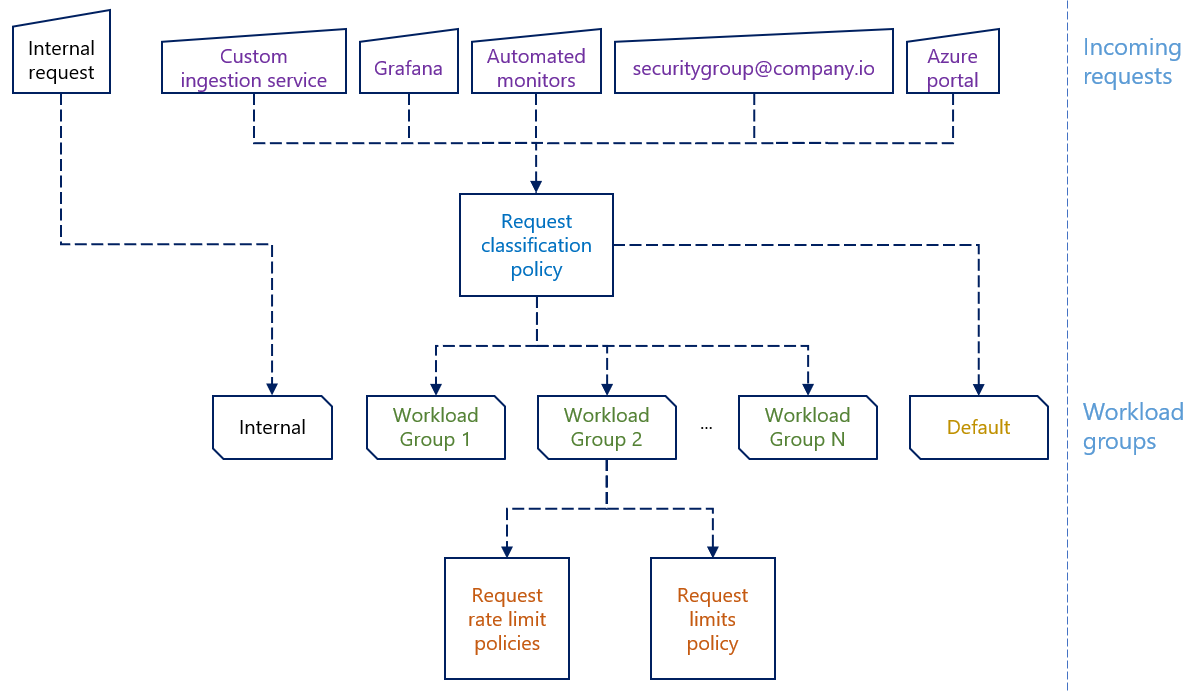 Internal
request
Custom
ingestion service
Grafana
Automated
monitors
securitygroup@company.io
Azure
portal
Incoming
requests
Request
classification
policy
Internal
Workload
Group 1
Workload
Group 2
...
Workload
Group N
Default
Workload
groups
Request
rate limit
policies
Request
limits
policy